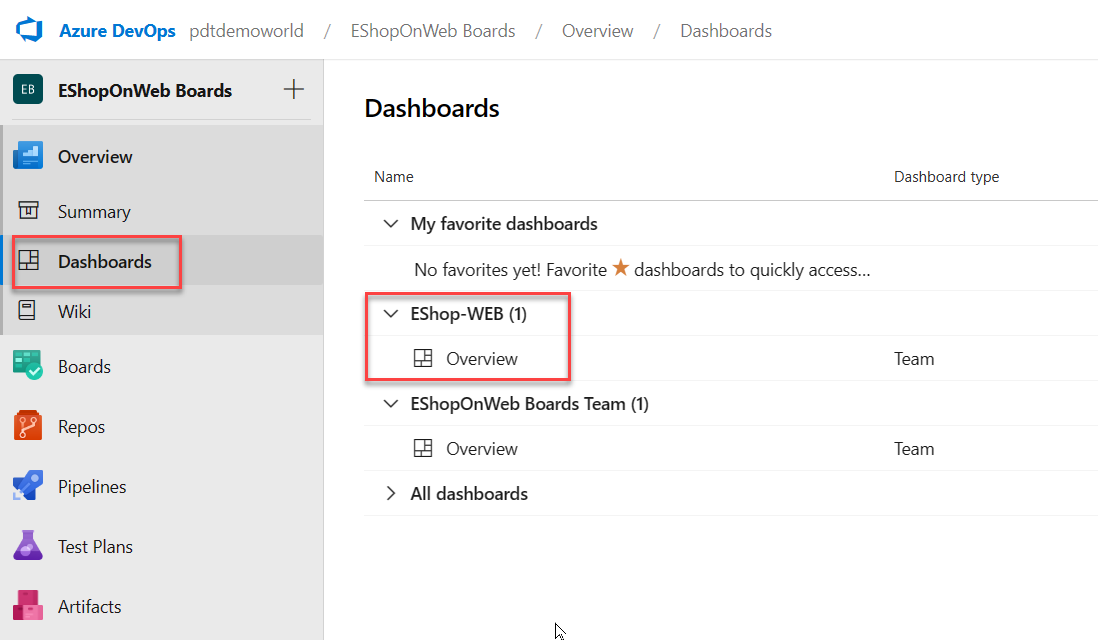 Azure DevOps pdtdemoworld / EShopOnWeb Boards / Overview / Dashboards
EB EShopOnWeb Boards
Overview
Summary
Dashboards
Wiki
Boards
Repos
Pipelines
Test Plans
Artifacts
Dashboards
Name Dashboard type
My favorite dashboards
No favorites yet! Favorite ★ dashboards to quickly access...
EShop-WEB (1)
Overview Team
EShopOnWeb Boards Team (1)
Overview Team
All dashboards